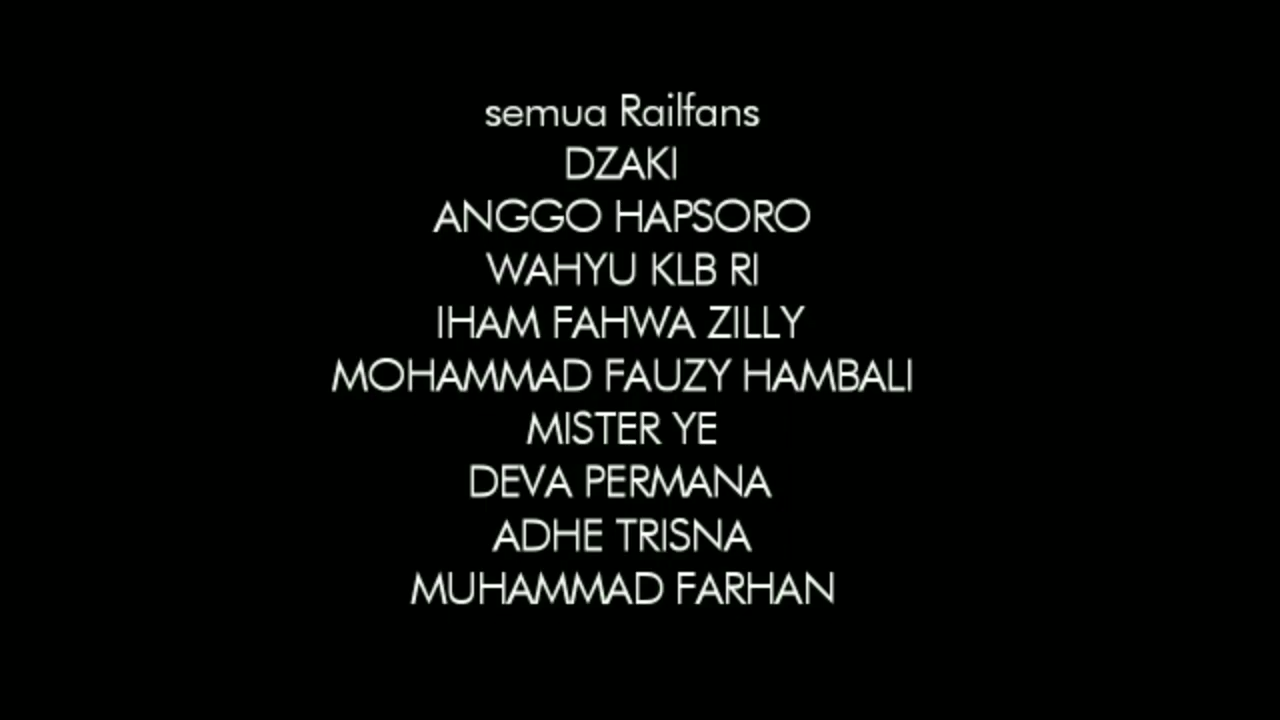 semua Railfans
DZAKI
ANGGO HAPSORO
WAHYU KLB RI
IHAM FAHWA ZILLY
MOHAMMAD FAUZY HAMBALI
MISTER YE
DEVA PERMANA
ADHE TRISNA
MUHAMMAD FARHAN